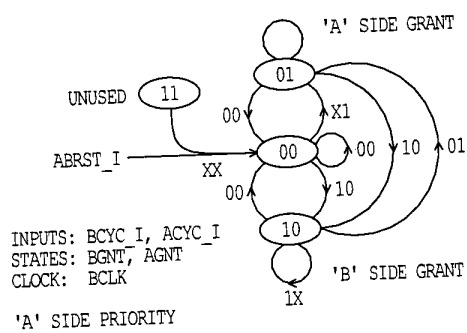 'A' SIDE GRANT
01
UNUSED
11
00
X1
ABRST_I
XX
00
00
10
01
00
10
10
INPUTS: BCYC_I, ACYC_I
STATES: BGNT, AGNT
CLOCK: BCLK
'B' SIDE GRANT
1X
'A' SIDE PRIORITY